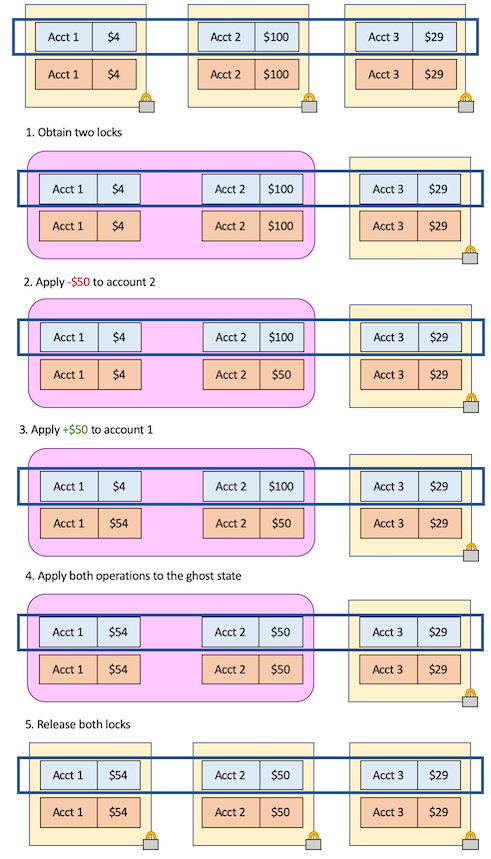 Acct 1 $4 Acct 2 $100 Acct 3 $29
Acct 1 $4 Acct 2 $100 Acct 3 $29
1. Obtain two locks
Acct 1 $4 Acct 2 $100 Acct 3 $29
Acct 1 $4 Acct 2 $100 Acct 3 $29
2. Apply -$50 to account 2
Acct 1 $4 Acct 2 $100 Acct 3 $29
Acct 1 $4 Acct 2 $50 Acct 3 $29
3. Apply +$50 to account 1
Acct 1 $4 Acct 2 $100 Acct 3 $29
Acct 1 $54 Acct 2 $50 Acct 3 $29
4. Apply both operations to the ghost state
Acct 1 $54 Acct 2 $50 Acct 3 $29
Acct 1 $54 Acct 2 $50 Acct 3 $29
5. Release both locks
Acct 1 $54 Acct 2 $50 Acct 3 $29
Acct 1 $54 Acct 2 $50 Acct 3 $29